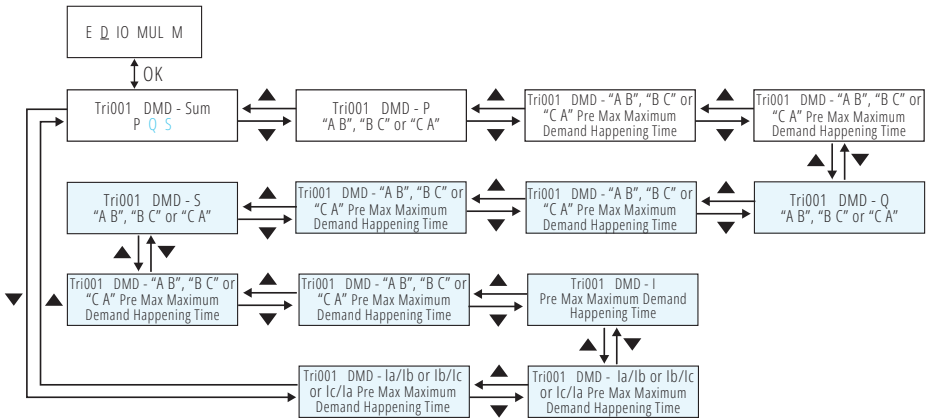 E D IO MUL M
OK
Tri001 DMD - Sum
P Q S
Tri001 DMD - P
“A B”, “B C” or “C A”
Tri001 DMD - “A B”, “B C” or
“C A” Pre Max Maximum
Demand Happening Time
Tri001 DMD - “A B”, “B C” or
“C A” Pre Max Maximum
Demand Happening Time
Tri001 DMD - S
“A B”, “B C” or “C A”
Tri001 DMD - “A B”, “B C” or
“C A” Pre Max Maximum
Demand Happening Time
Tri001 DMD - “A B”, “B C” or
“C A” Pre Max Maximum
Demand Happening Time
Tri001 DMD - Q
“A B”, “B C” or “C A”
Tri001 DMD - “A B”, “B C” or
“C A” Pre Max Maximum
Demand Happening Time
Tri001 DMD - “A B”, “B C” or
“C A” Pre Max Maximum
Demand Happening Time
Tri001 DMD - I
Pre Max Maximum Demand
Happening Time
Tri001 DMD - Ia/Ib or Ib/Ic
or Ic/Ia Pre Max Maximum
Demand Happening Time
Tri001 DMD - Ia/Ib or Ib/Ic
or Ic/Ia Pre Max Maximum
Demand Happening Time